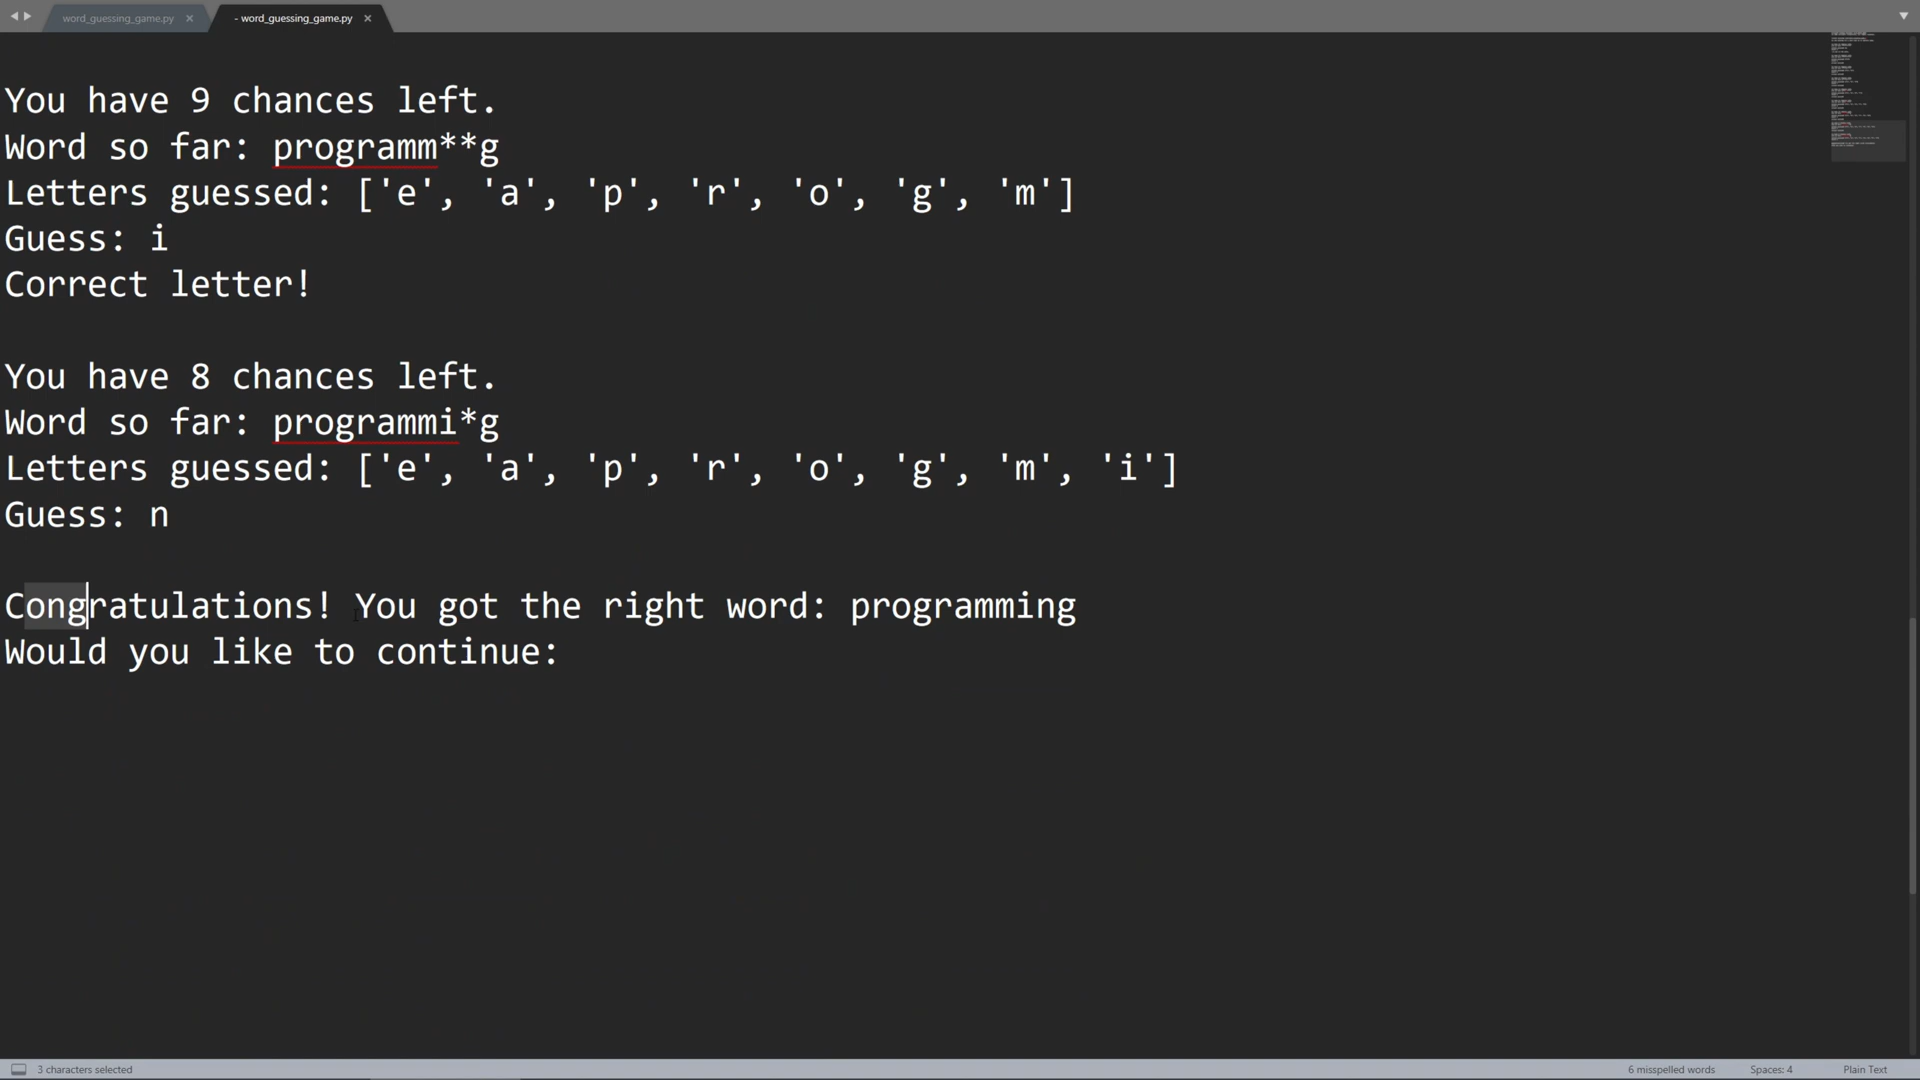 word_guessing_game.py
- word_guessing_game.py
You have 9 chances left.
Word so far: programm**g
Letters guessed: ['e', 'a', 'p', 'r', 'o', 'g', 'm']
Guess: i
Correct letter!
You have 8 chances left.
Word so far: programmi*g
Letters guessed: ['e', 'a', 'p', 'r', 'o', 'g', 'm', 'i']
Guess: n
Congratulations! You got the right word: programming
Would you like to continue:
3 characters selected
6 misspelled words
Spaces: 4
Plain Text